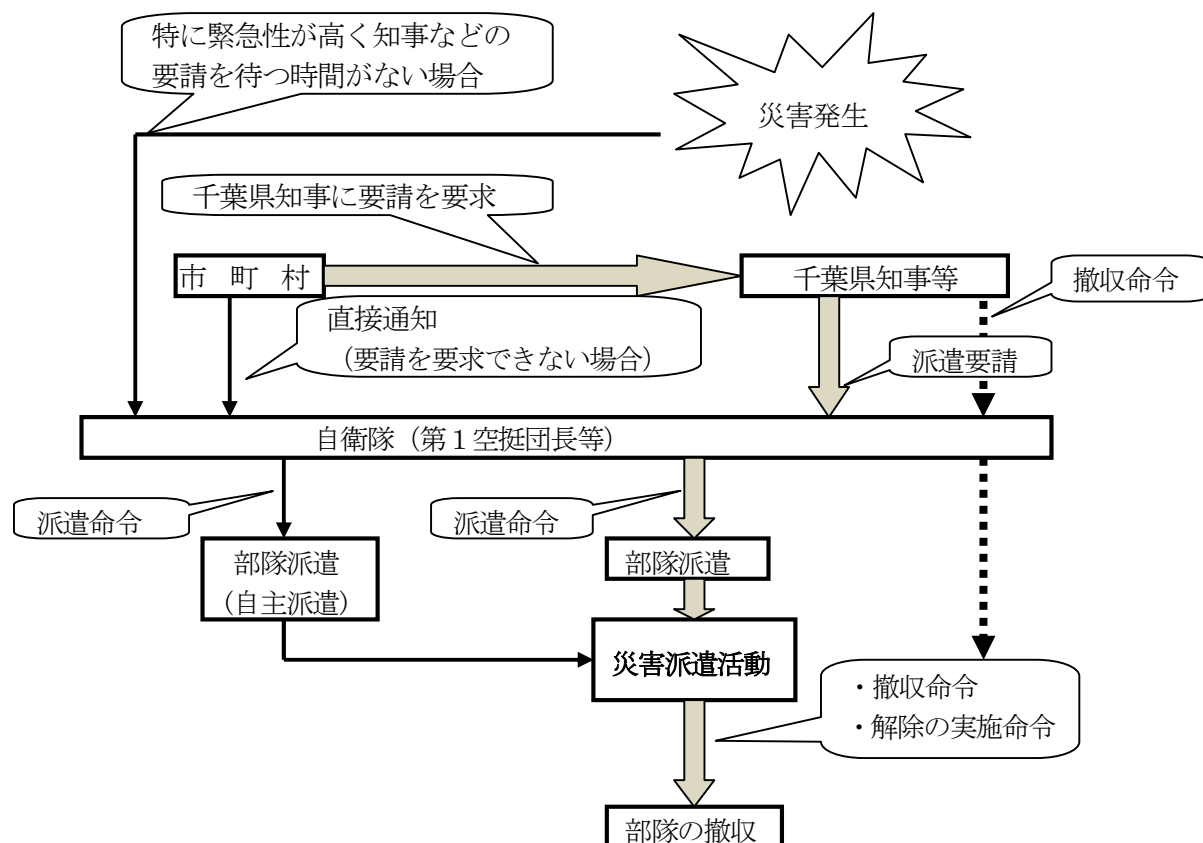 特に緊急性が高く知事などの
要請を待つ時間がない場合
災害発生
千葉県知事に要請を要求
市　町　村
千葉県知事等
撤収命令
直接通知
（要請を要求できない場合）
派遣要請
自衛隊（第１空挺団長等）
派遣命令
派遣命令
部隊派遣
（自主派遣）
部隊派遣
災害派遣活動
・撤収命令
・解除の実施命令
部隊の撤収